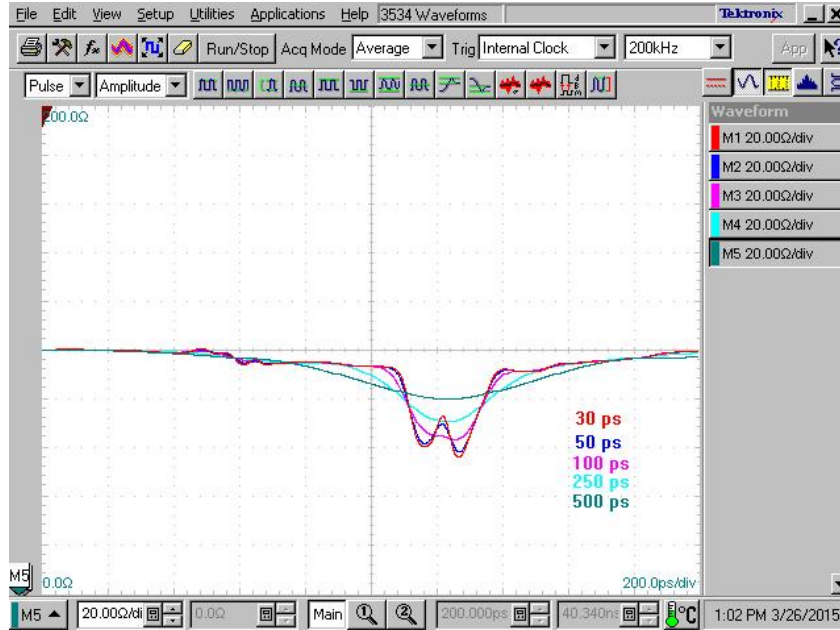 File Edit View Setup Utilities Applications Help 3534 Waveforms Tektronix
Run/Stop Acq Mode Average Trig Internal Clock 200kHz App
Pulse Amplitude
200.0Ω
Waveform
M1 20.00Ω/div
M2 20.00Ω/div
M3 20.00Ω/div
M4 20.00Ω/div
M5 20.00Ω/div
30 ps
50 ps
100 ps
250 ps
500 ps
M5
0.0Ω 200.0ps/div
M5 20.00Ω/di 0.0Ω Main 200.000ps 40.340ns °C 1:02 PM 3/26/2015